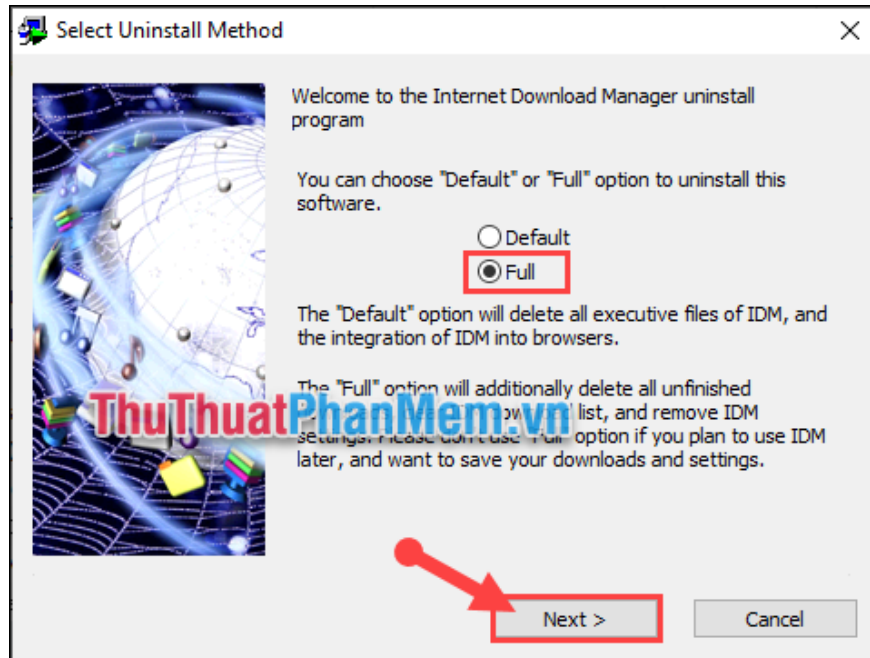 Select Uninstall Method
Welcome to the Internet Download Manager uninstall
program
You can choose "Default" or "Full" option to uninstall this
software.
Default
Full
The "Default" option will delete all executive files of IDM, and
the integration of IDM into browsers.
The "Full" option will additionally delete all unfinished
list, and remove IDM
ThuThuatPhanMem.vn
option if you plan to use IDM
later, and want to save your downloads and settings.
Next >
Cancel